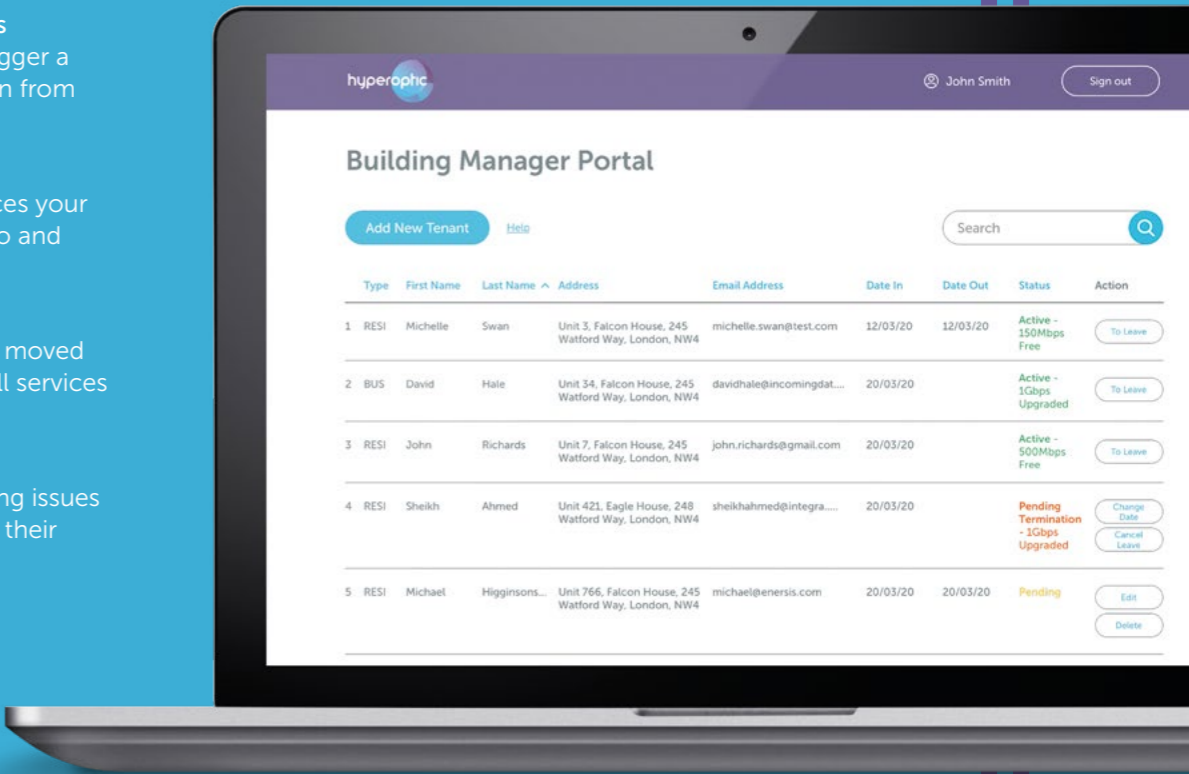 s
gger a
n from
ces your
o and
moved
ll services
ng issues
their
hyperoptic
John Smith
Sign out
Building Manager Portal
Add New Tenant
Help
Search
Type First Name Last Name Address Email Address Date In Date Out Status Action
1 RESI Michelle Swan Unit 3, Falcon House, 245 michelle.swan@test.com 12/03/20 12/03/20 Active - To Leave
Watford Way, London, NW4 150Mbps
Free
2 BUS David Hale Unit 34, Falcon House, 245 davidhale@incomingdat.... 20/03/20 Active - To Leave
Watford Way, London, NW4 1Gbps
Upgraded
3 RESI John Richards Unit 7, Falcon House, 245 john.richards@gmail.com 20/03/20 Active - To Leave
Watford Way, London, NW4 500Mbps
Free
4 RESI Sheikh Ahmed Unit 421, Eagle House, 248 sheikhahmed@integra..... 20/03/20 Pending Change
Watford Way, London, NW4 Termination Date
- 1Gbps Cancel
Upgraded Leave
5 RESI Michael Higginsons... Unit 766, Falcon House, 245 michael@enersis.com 20/03/20 20/03/20 Pending Edit
Watford Way, London, NW4
Delete